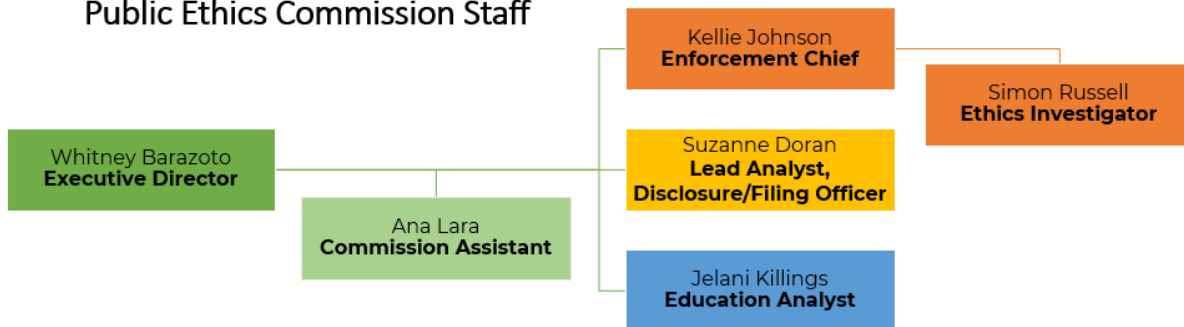 Public Ethics Commission Staff
Kellie Johnson
Enforcement Chief
Simon Russell
Ethics Investigator
Whitney Barazoto
Executive Director
Suzanne Doran
Lead Analyst,
Disclosure/Filing Officer
Ana Lara
Commission Assistant
Jelani Killings
Education Analyst